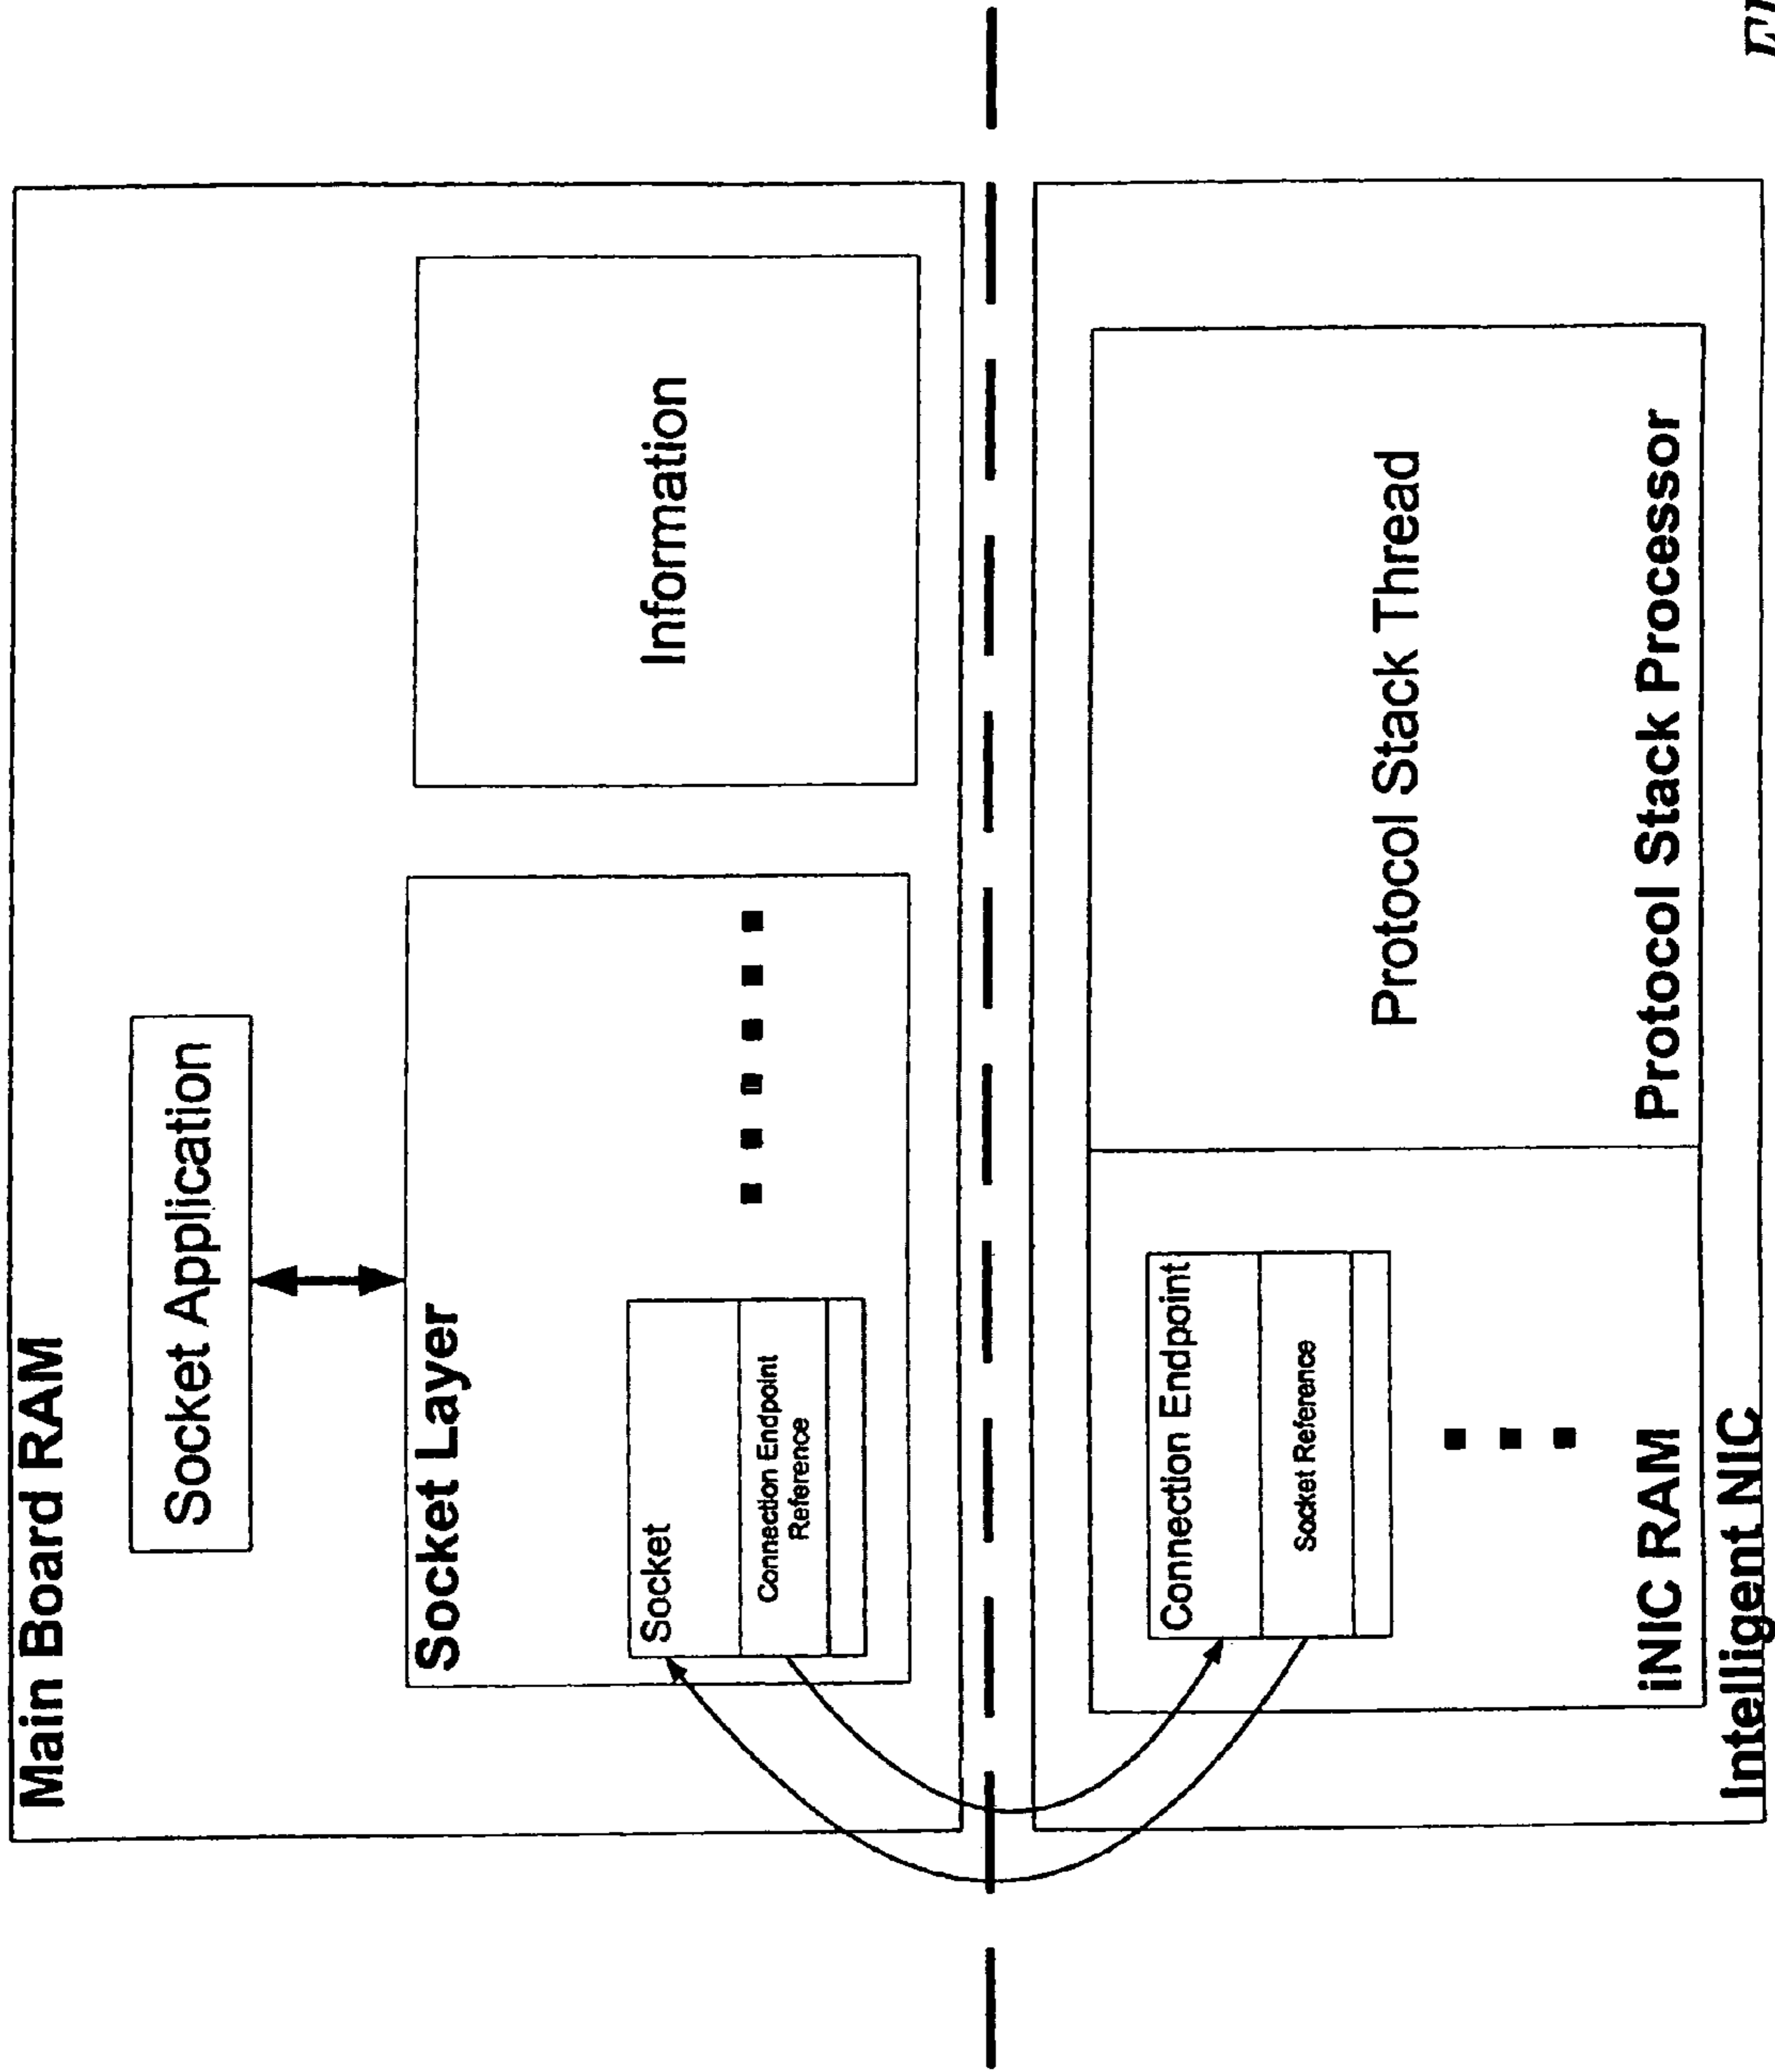 Main Board RAM
Socket Application
Socket Layer
Socket
Connection Endpoint
Reference
Information
Connection Endpoint
Socket Reference
iNIC RAM
Protocol Stack Thread
Protocol Stack Processor
Intelligent NIC